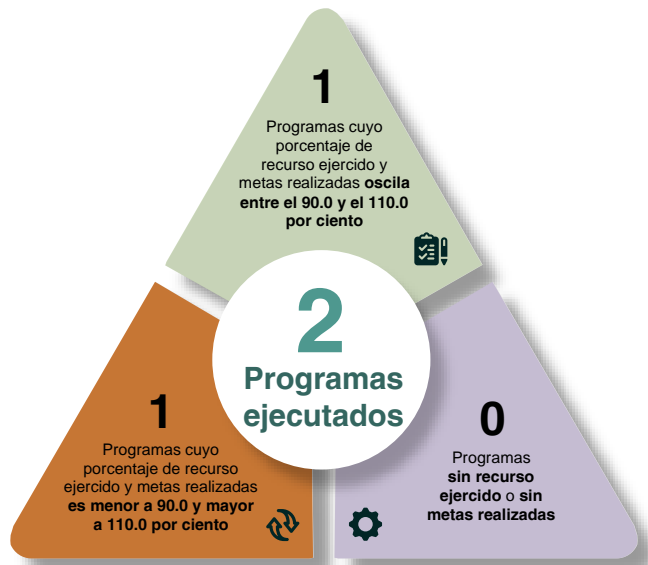 1
Programas cuyo
porcentaje de
recurso ejercido y
metas realizadas oscila
entre el 90.0 y el 110.0
por ciento
2
Programas
ejecutados
1
Programas cuyo
porcentaje de recurso
ejercido y metas realizadas
es menor a 90.0 y mayor
a 110.0 por ciento
0
Programas
sin recurso
ejercido o sin
metas realizadas